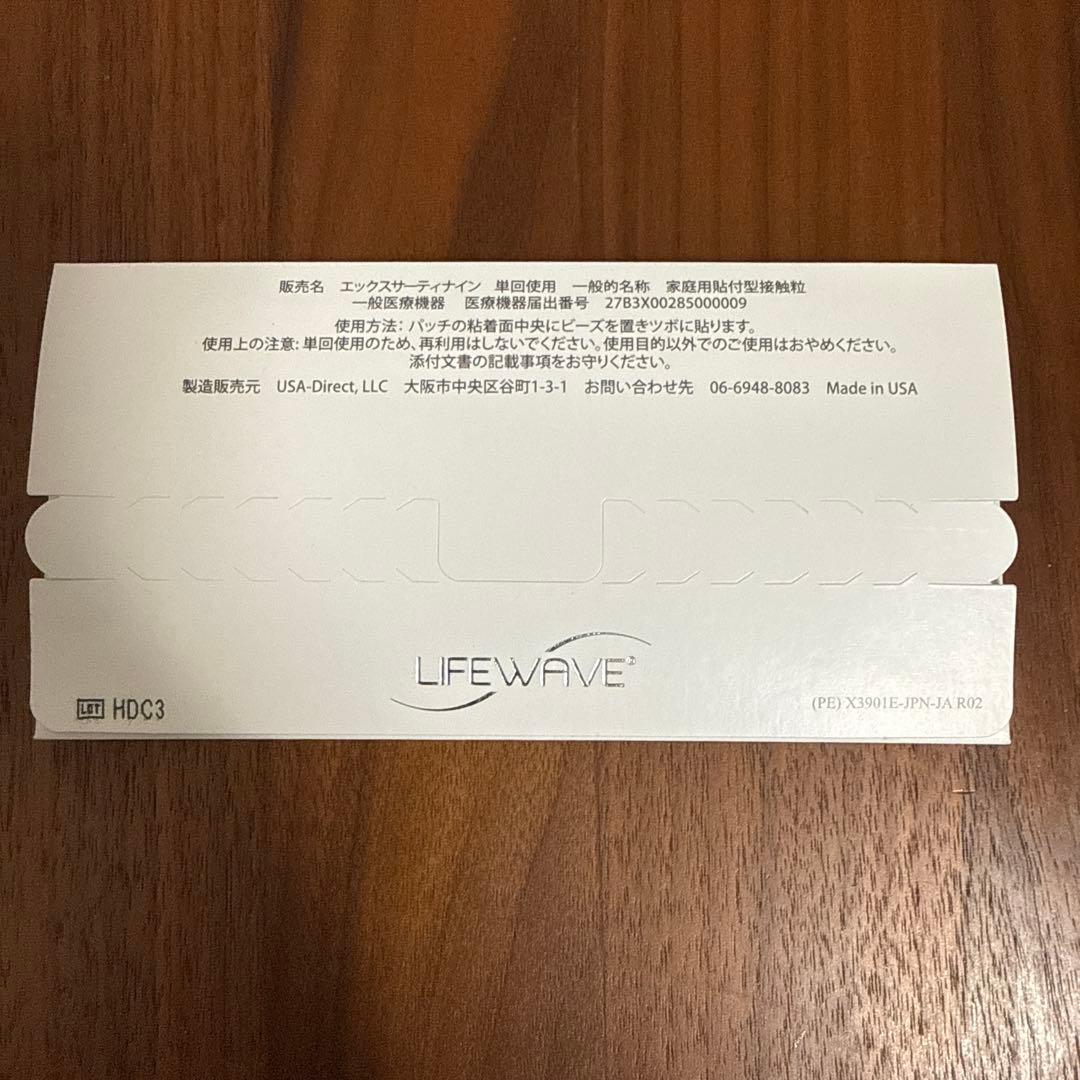 販売名 エックスサーティナイン 単回使用 一般的名称 家庭用貼付型接触粒
一般医療機器 医療機器届出番号 27B3X00285000009
使用方法：パッチの粘着面中央にビーズを置きツボに貼ります。
使用上の注意：単回使用のため、再利用はしないでください。使用目的以外でのご使用はおやめください。
添付文書の記載事項をお守りください。
製造販売元 USA-Direct, LLC 大阪市中央区谷町1-3-1 お問い合わせ先 06-6948-8083 Made in USA
LIFEWAVE®
LOT HDC3
(PE) X3901E-JPN-JA R02